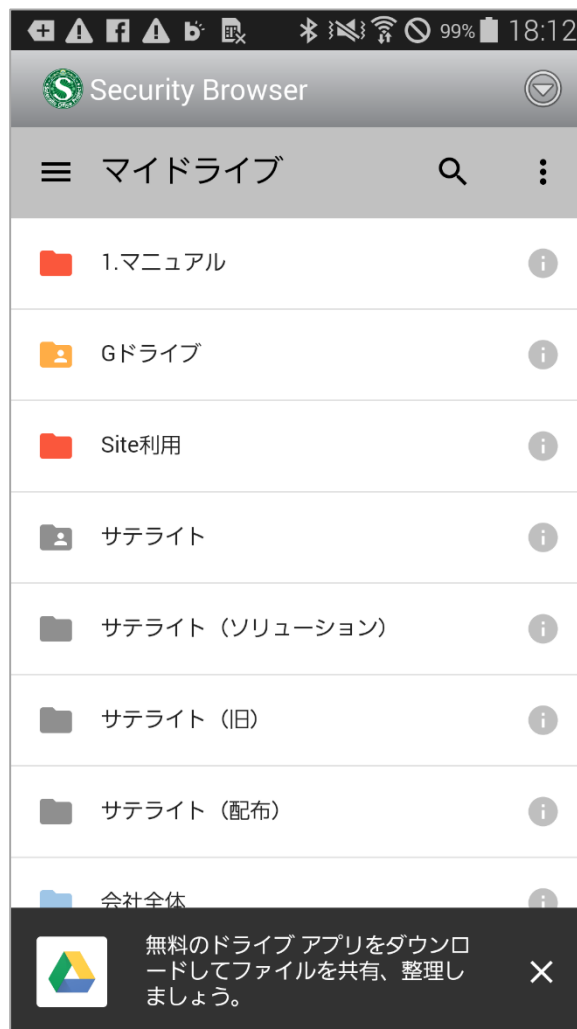 99% 18:12
Security Browser
マイドライブ
1.マニュアル
Gドライブ
Site利用
サテライト
サテライト（ソリューション）
サテライト（旧）
サテライト（配布）
会社全体
無料のドライブ アプリをダウンロ
ードしてファイルを共有、整理し
ましょう。